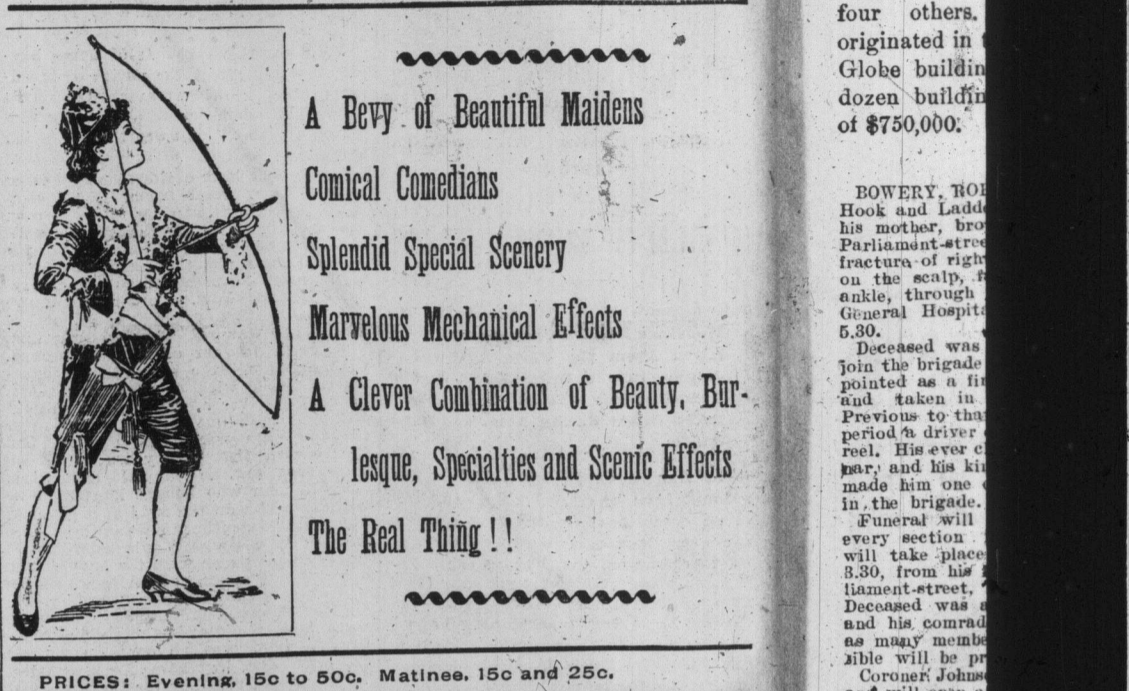 A Bevy of Beautiful Maidens
Comical Comedians
Splendid Special Scenery
Marvelous Mechanical Effects
A Clever Combination of Beauty, Bur-
lesque, Specialties and Scenic Effects
The Real Thing!!
PRICES: Evening, 15c to 50c. Matinee, 15c and 25c.
four others.
originated in
Globe buildin
dozen buildin
of $750,000.
BOWERY, ROB
Hook and Ladde
his mother, bro
Parliament-stree
fracture of righ
on the scalp,
ankle, through
General Hospita
5.30.
Deceased was
join the brigade
pointed as a fir
and taken in
Previous to tha
period a driver
reel. His ever c
ear, and his kin
made him one
in the brigade.
Funeral will
every section
will take place
3.30, from his
liament-street,
Deceased was a
and his comrad
as many membe
sible will be pr
Coroner Johns